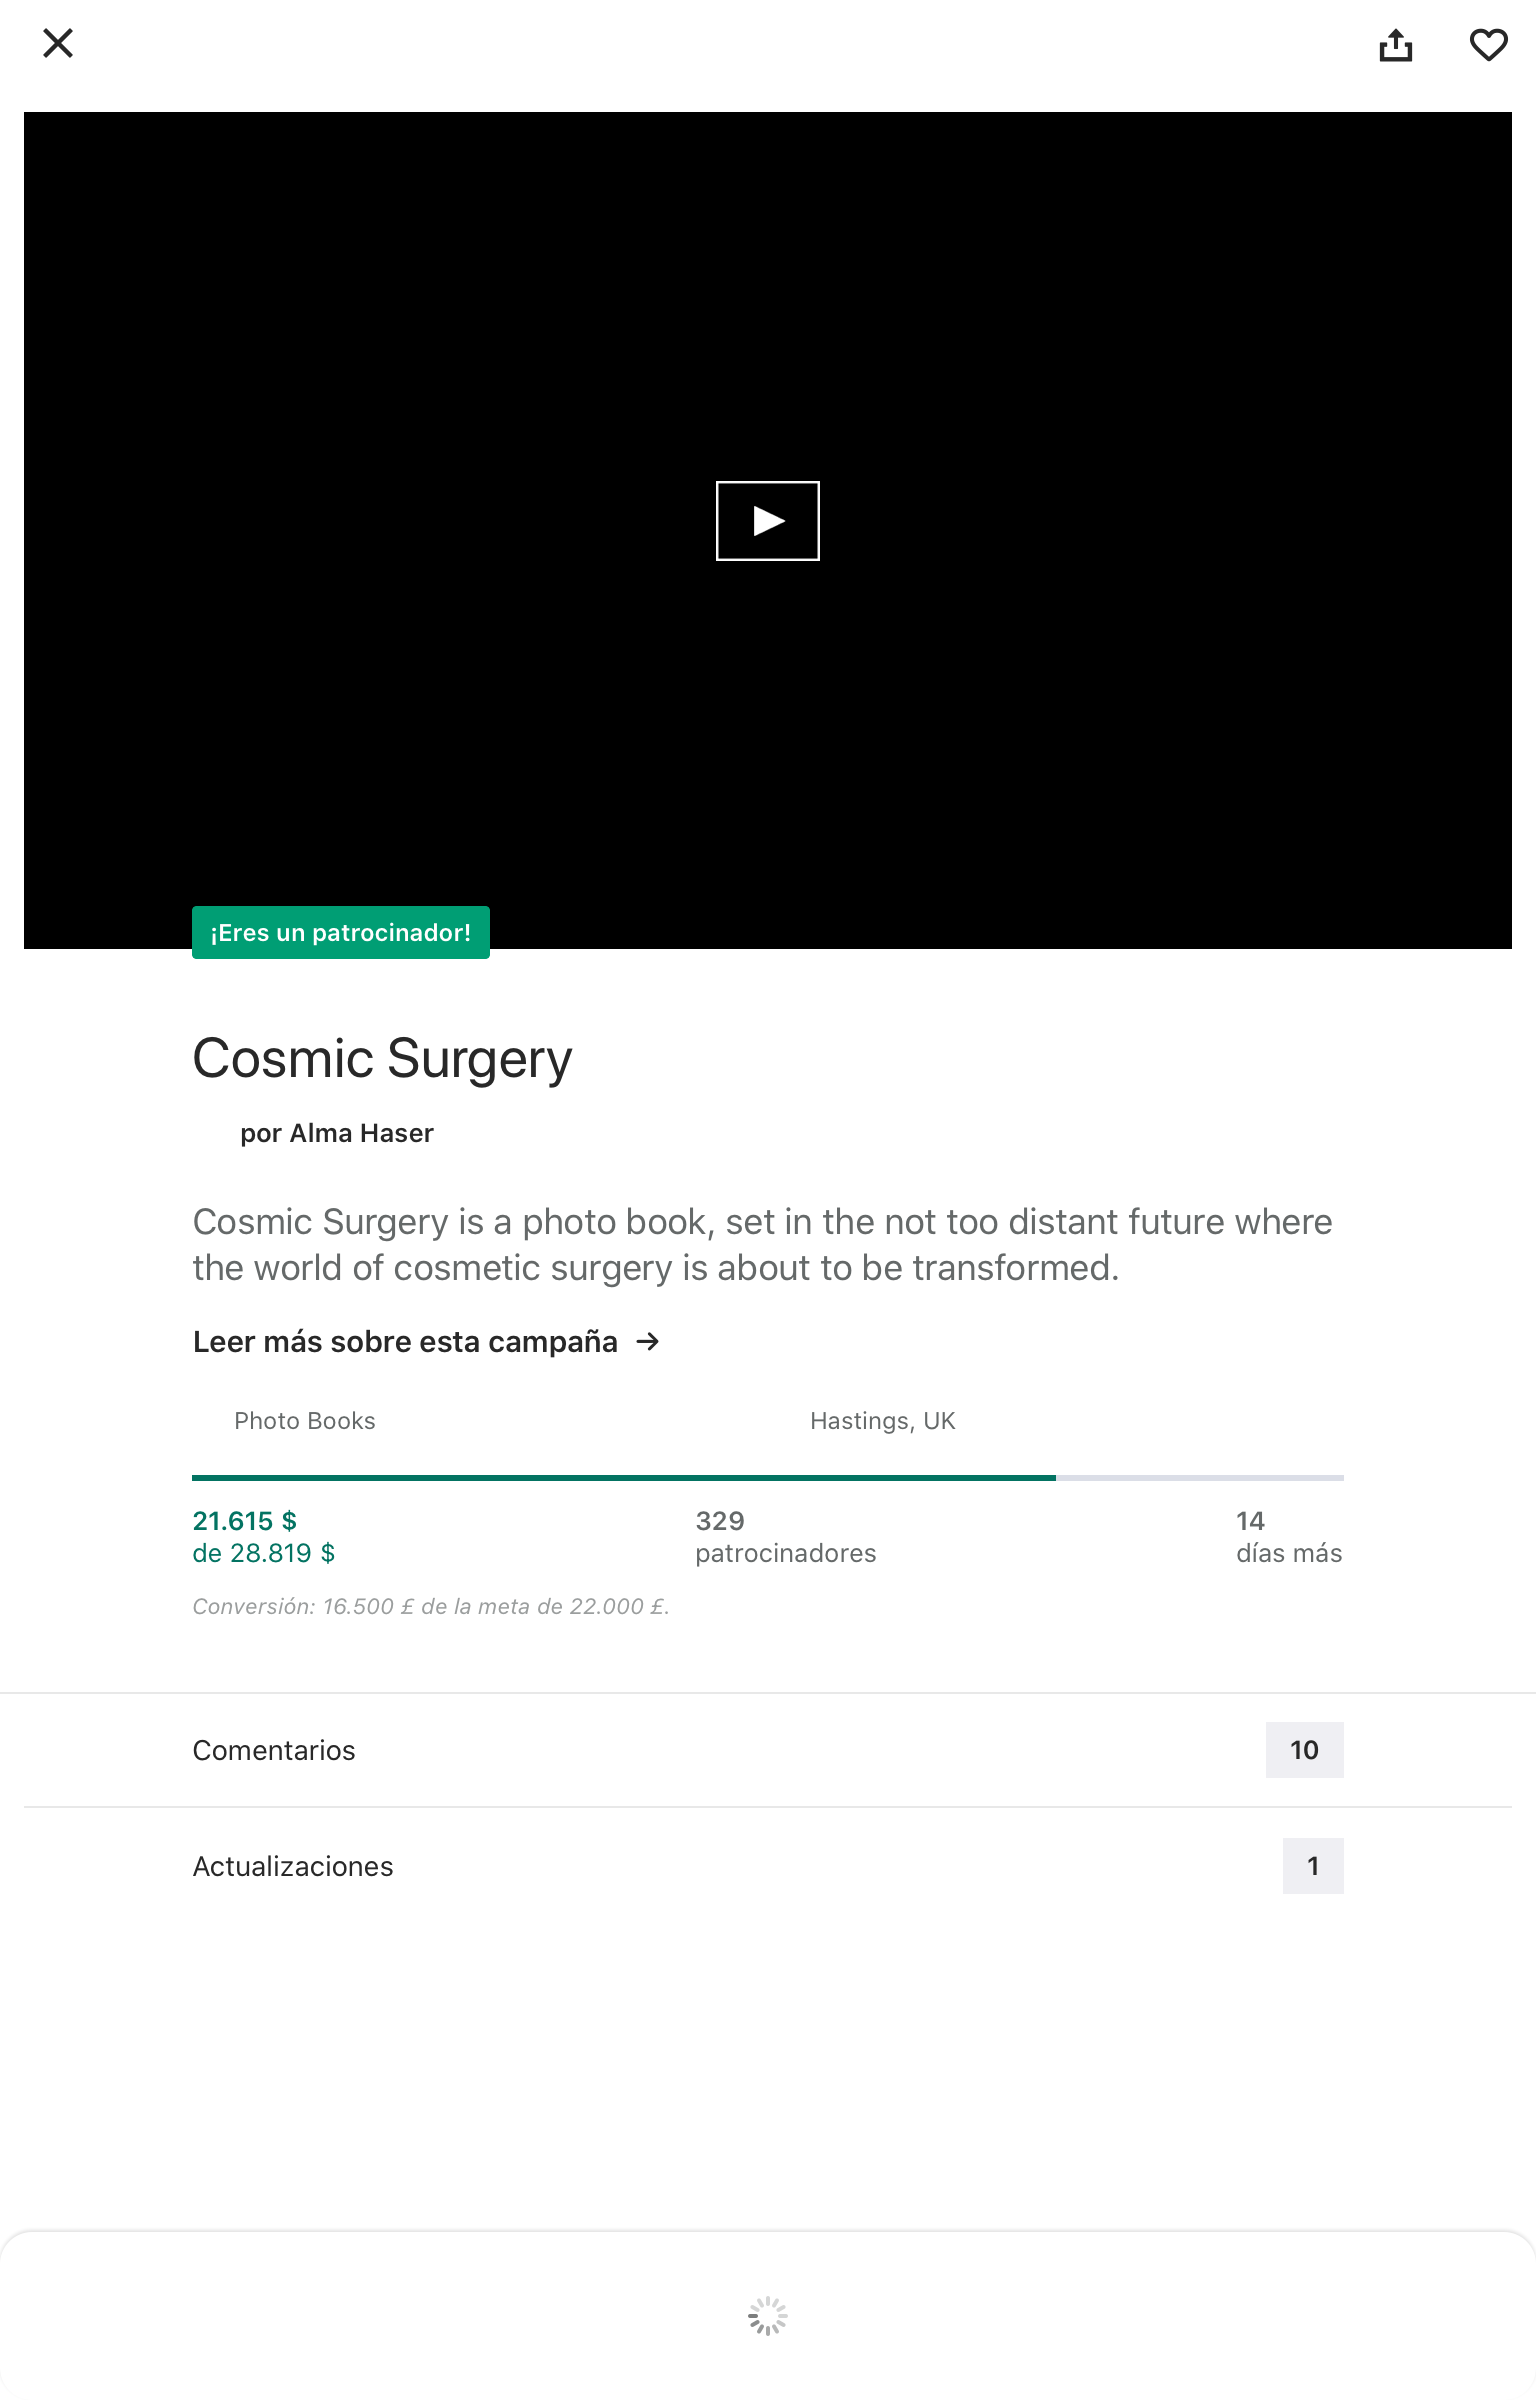 ¡Eres un patrocinador!
Cosmic Surgery
por Alma Haser
Cosmic Surgery is a photo book, set in the not too distant future where
the world of cosmetic surgery is about to be transformed.
Leer más sobre esta campaña →
Photo Books
Hastings, UK
21.615 $
de 28.819 $
329
patrocinadores
14
días más
Conversión: 16.500 £ de la meta de 22.000 £.
Comentarios
10
Actualizaciones
1